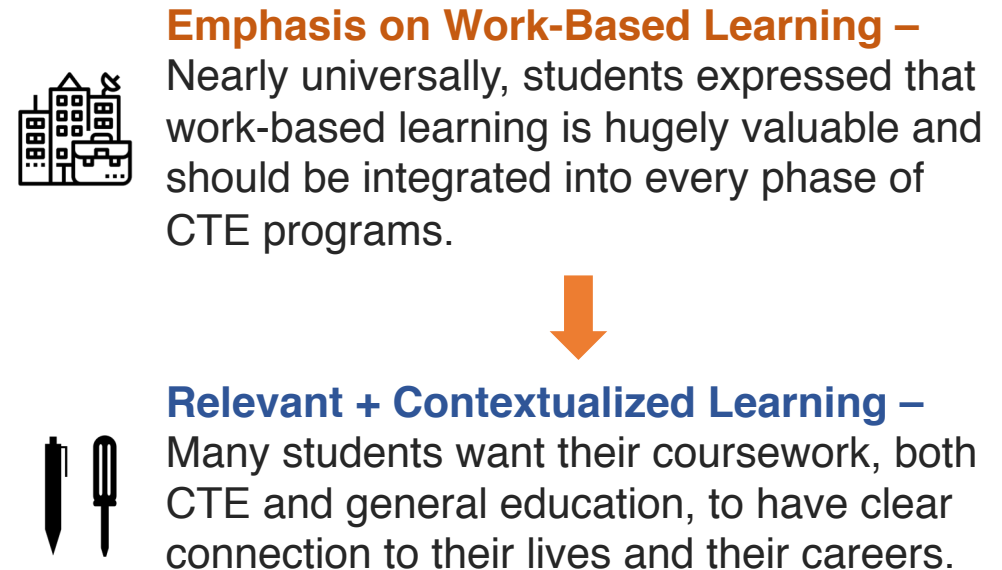 Emphasis on Work-Based Learning –
Nearly universally, students expressed that
work-based learning is hugely valuable and
should be integrated into every phase of
CTE programs.
Relevant + Contextualized Learning –
Many students want their coursework, both
CTE and general education, to have clear
connection to their lives and their careers.